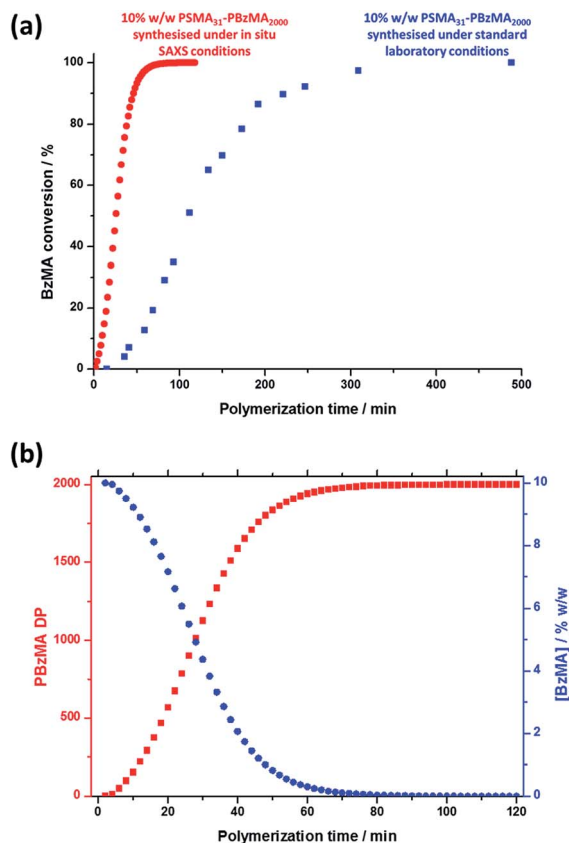 (a)
10% w/w PSMA31-PBzMA2000
synthesised under in situ
SAXS conditions
10% w/w PSMA31-PBzMA2000
synthesised under standard
laboratory conditions
BzMA conversion / %
100
80
60
40
20
0
0 100 200 300 400 500
Polymerization time / min
(b)
PBzMA DP
2000
1500
1000
500
0
10
8
6
4
2
0
[BzMA] / % w/w
0 20 40 60 80 100 120
Polymerization time / min